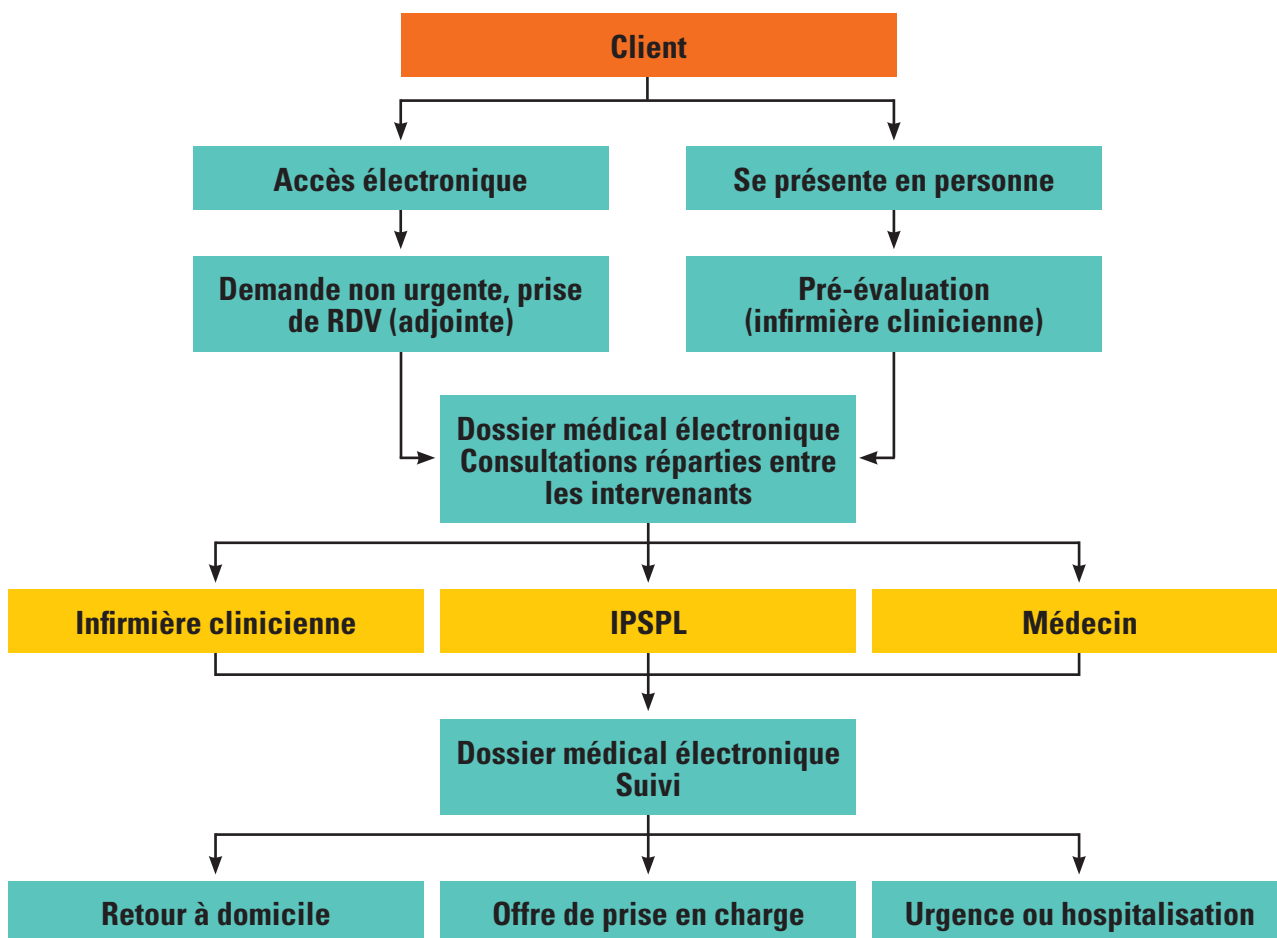 Client
Accès électronique
Se présente en personne
Demande non urgente, prise
de RDV (adjointe)
Pré-évaluation
(infirmière clinicienne)
Dossier médical électronique
Consultations réparties entre
les intervenants
Infirmière clinicienne
IPSPL
Médecin
Dossier médical électronique
Suivi
Retour à domicile
Offre de prise en charge
Urgence ou hospitalisation